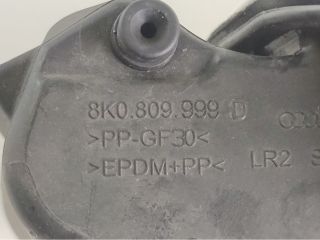 8K0.809.999 D
>PP-GF30<
>EPDM+PP< LR2